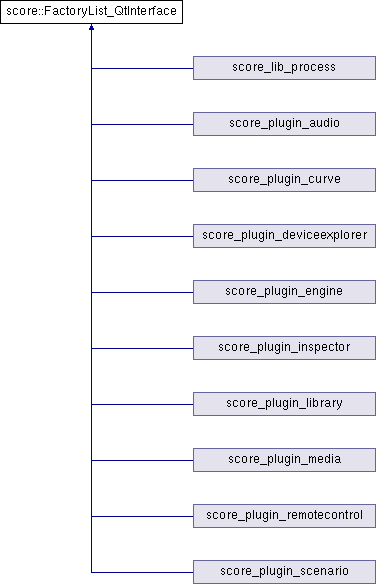 score::FactoryList_QtInterface
score_lib_process
score_plugin_audio
score_plugin_curve
score_plugin_deviceexplorer
score_plugin_engine
score_plugin_inspector
score_plugin_library
score_plugin_media
score_plugin_remotecontrol
score_plugin_scenario